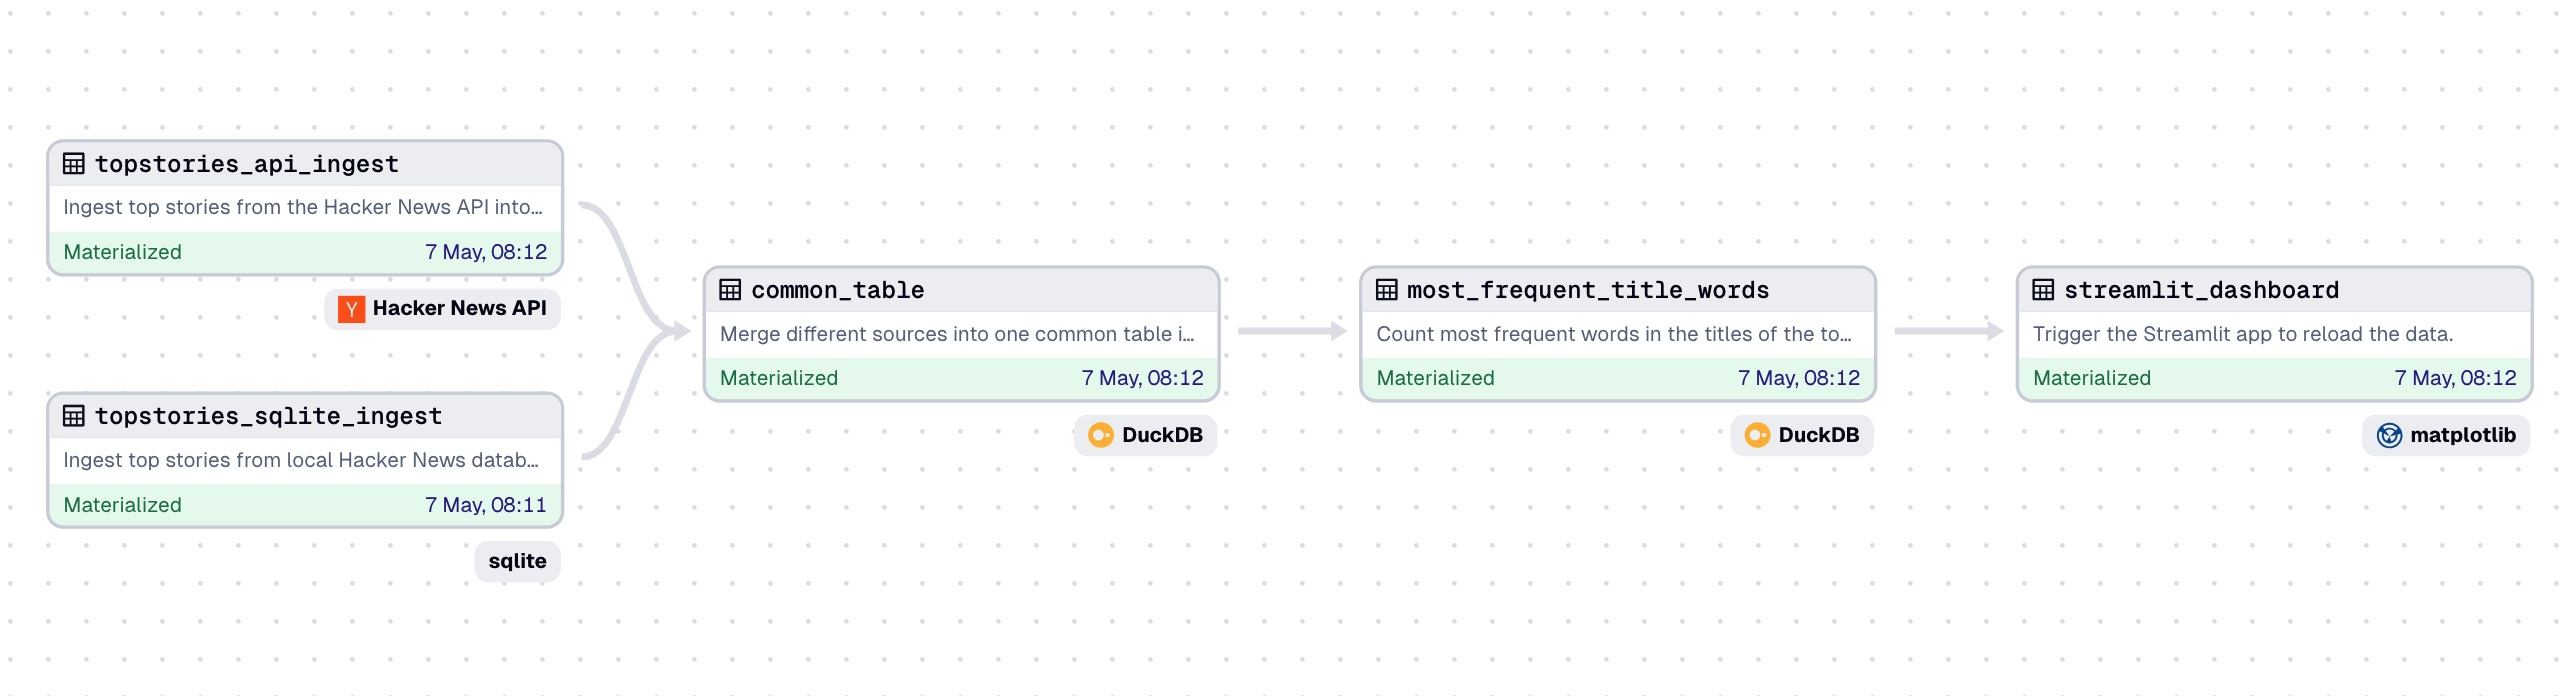 topstories_api_ingest
Ingest top stories from the Hacker News API into…
Materialized 7 May, 08:12
Y Hacker News API
topstories_sqlite_ingest
Ingest top stories from local Hacker News datab…
Materialized 7 May, 08:11
sqlite
common_table
Merge different sources into one common table i…
Materialized 7 May, 08:12
DuckDB
most_frequent_title_words
Count most frequent words in the titles of the to…
Materialized 7 May, 08:12
DuckDB
streamlit_dashboard
Trigger the Streamlit app to reload the data.
Materialized 7 May, 08:12
matplotlib